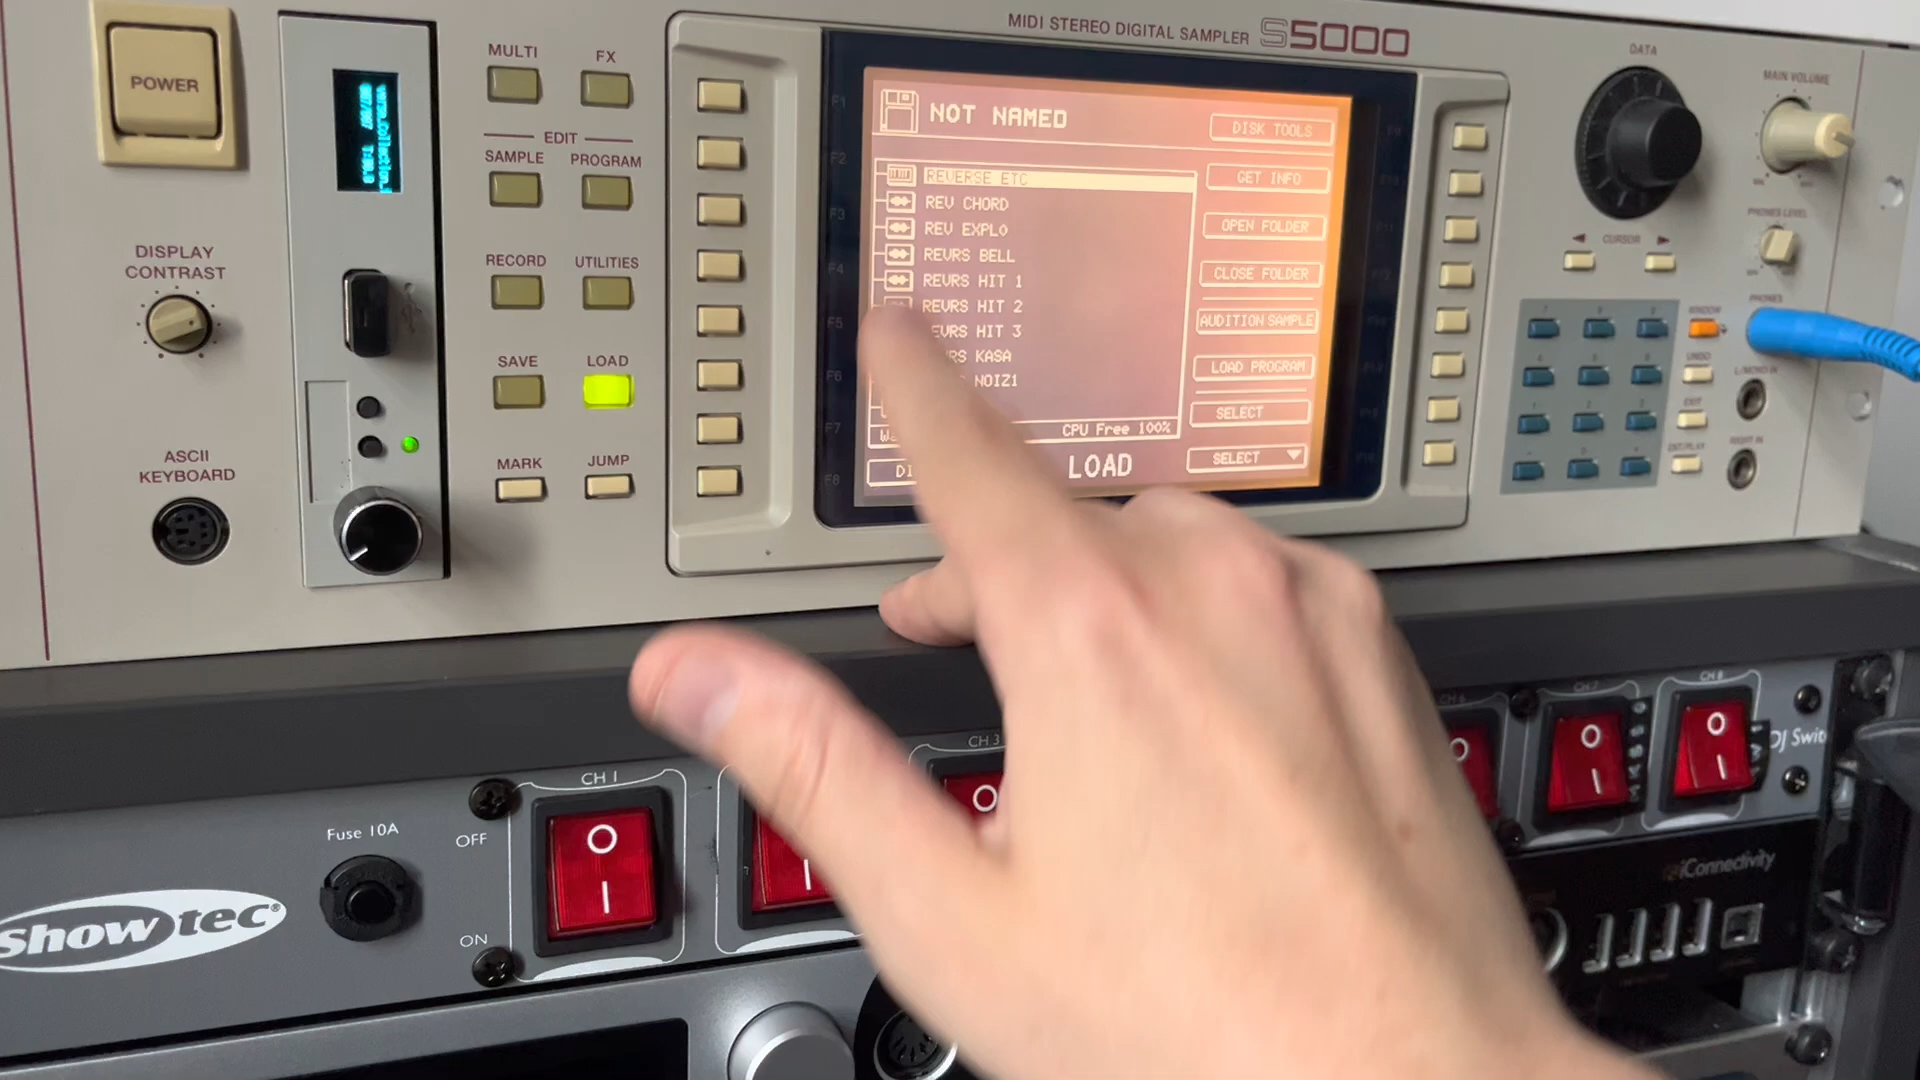 MIDI STEREO DIGITAL SAMPLER S5000
POWER
MULTI
FX
EDIT
SAMPLE
PROGRAM
RECORD
UTILITIES
SAVE
LOAD
MARK
JUMP
DISPLAY
CONTRAST
ASCII
KEYBOARD
F1
F2
F3
F4
F5
F6
F7
F8
NOT NAMED
REVERSE ETC
REV CHORD
REV EXPLO
REVRS BELL
REVRS HIT 1
REVRS HIT 2
REVRS HIT 3
KASA
NOIZ1
CPU Free 100%
LOAD
DISK TOOLS
GET INFO
OPEN FOLDER
CLOSE FOLDER
AUDITION SAMPLE
LOAD PROGRAM
SELECT
SELECT
DATA
CURSOR
MAIN VOLUME
PHONES LEVEL
PHONES
WINDOW
UNDO
EXIT
ENT/PLAY
L/MONO IN
RIGHT IN
Showtec
Fuse 10A
OFF
ON
CH 1
CH 3
CH 6
CH 7
CH 8
DJ Swit
iConnectivity